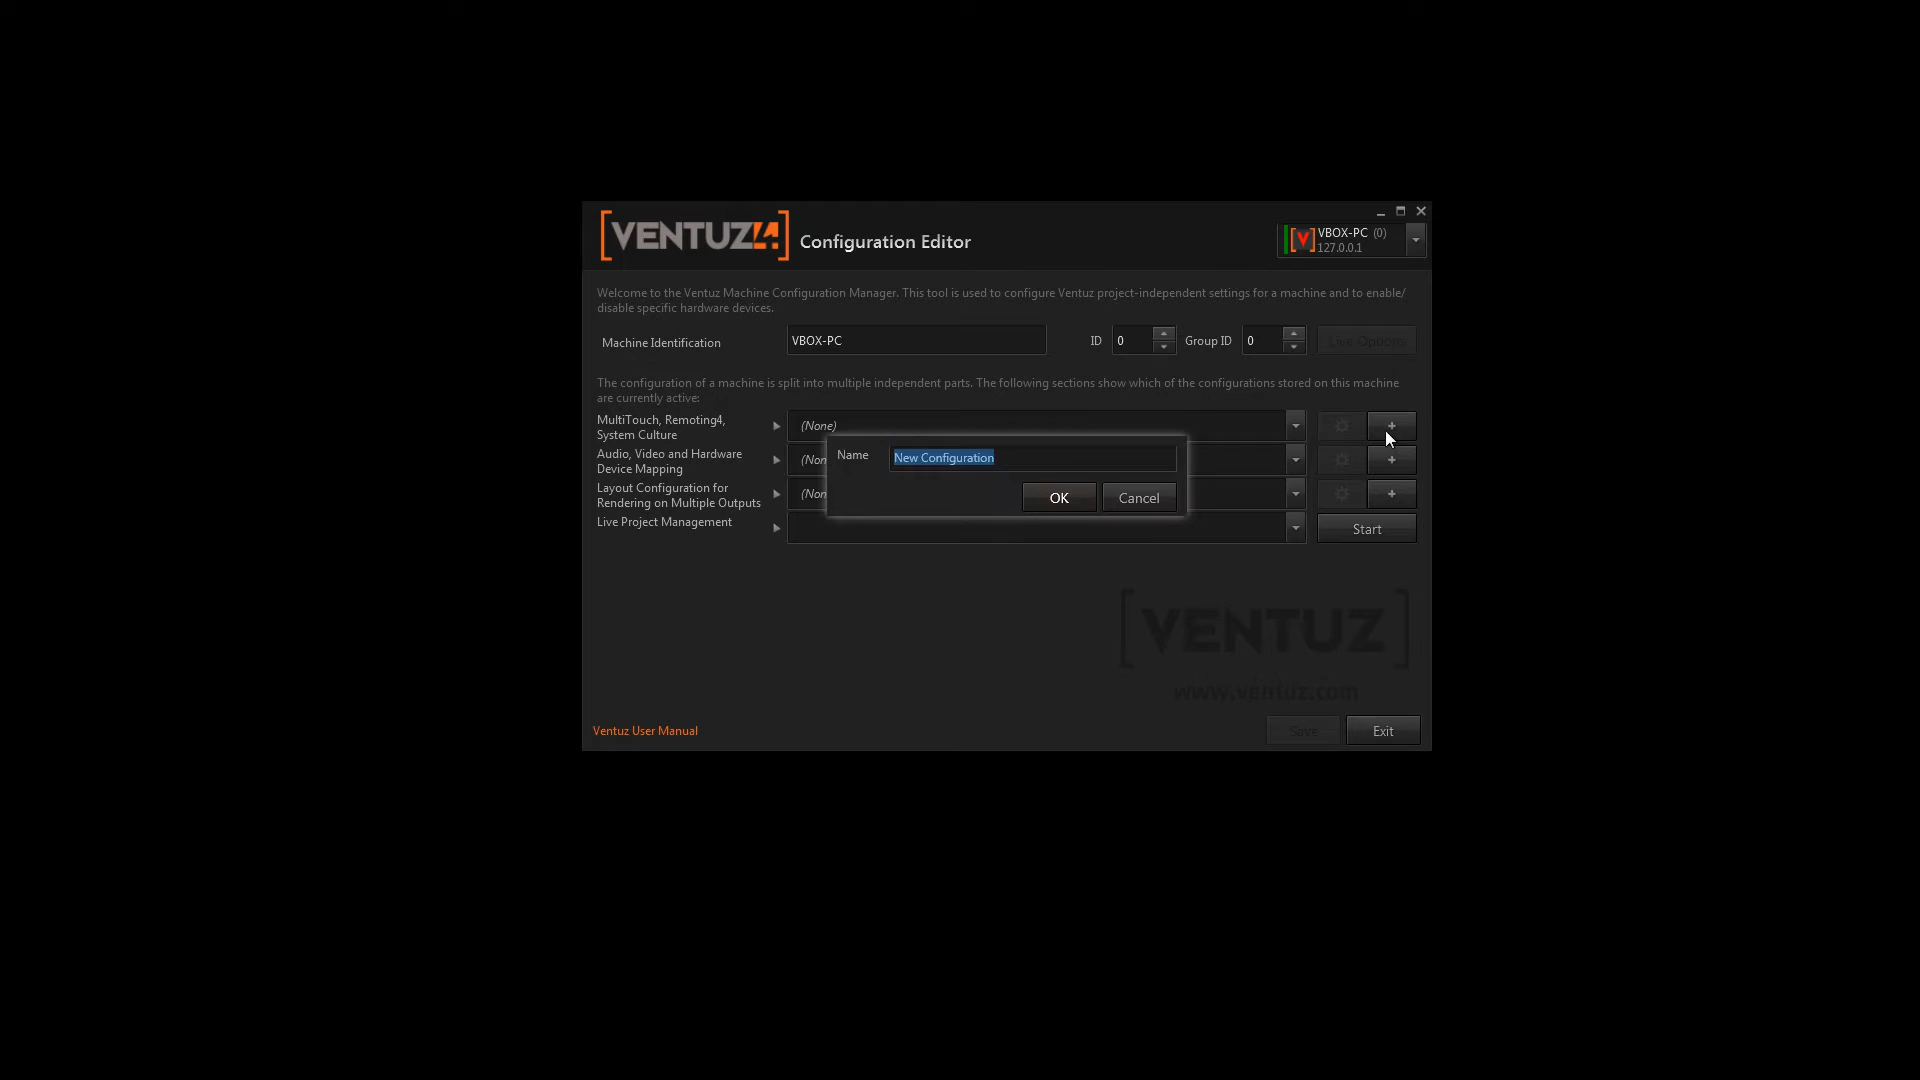 [VENTUZ4] Configuration Editor
VBOX-PC (0)
127.0.0.1
Welcome to the Ventuz Machine Configuration Manager. This tool is used to configure Ventuz project-independent settings for a machine and to enable/
disable specific hardware devices.
Machine Identification VBOX-PC ID 0 Group ID 0 Live Options
The configuration of a machine is split into multiple independent parts. The following sections show which of the configurations stored on this machine
are currently active:
MultiTouch, Remoting4,
System Culture
(None)
+
Audio, Video and Hardware
Device Mapping
(Non
+
Layout Configuration for
Rendering on Multiple Outputs
(Non
+
Live Project Management
Start
Name New Configuration
OK Cancel
[VENTUZ]
www.ventuz.com
Ventuz User Manual
Save Exit